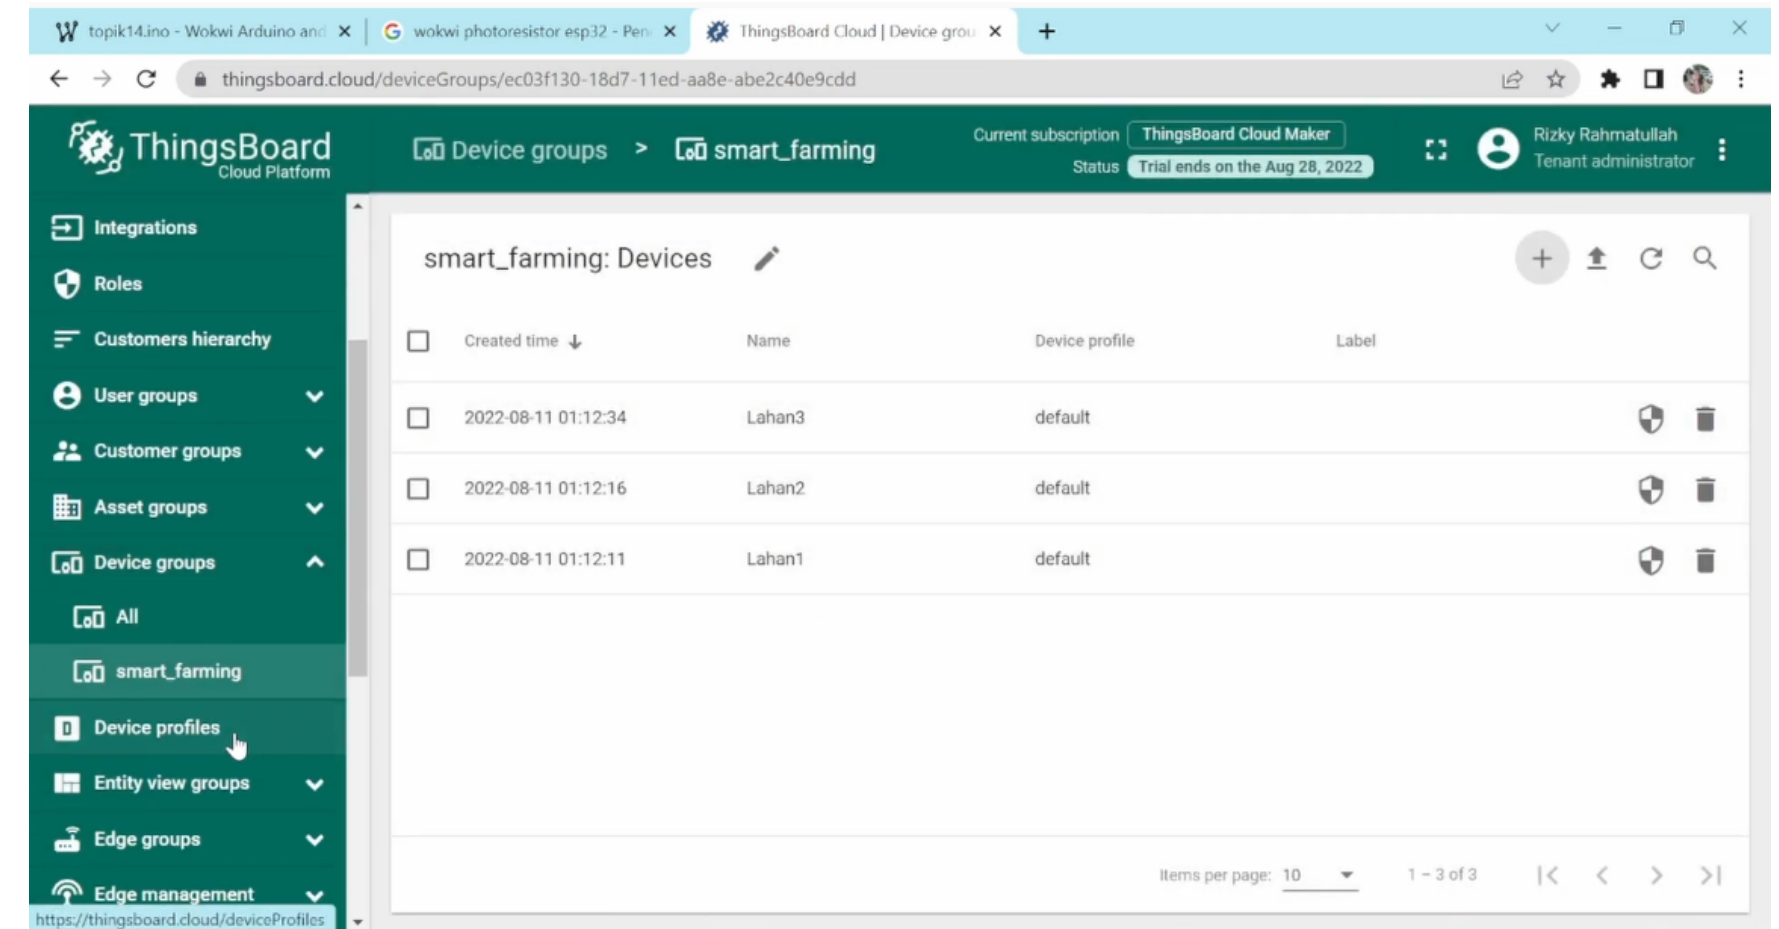 topik14.ino - Wokwi Arduino and
wokwi photoresistor esp32 - Pen
ThingsBoard Cloud | Device grou
thingsboard.cloud/deviceGroups/ec03f130-18d7-11ed-aa8e-abe2c40e9cdd
ThingsBoard
Cloud Platform
Device groups > smart_farming
Current subscription ThingsBoard Cloud Maker
Status Trial ends on the Aug 28, 2022
Rizky Rahmatullah
Tenant administrator
Integrations
Roles
Customers hierarchy
User groups
Customer groups
Asset groups
Device groups
All
smart_farming
Device profiles
Entity view groups
Edge groups
Edge management
https://thingsboard.cloud/deviceProfiles
smart_farming: Devices
Created time Name Device profile Label
2022-08-11 01:12:34 Lahan3 default
2022-08-11 01:12:16 Lahan2 default
2022-08-11 01:12:11 Lahan1 default
Items per page: 10 1 – 3 of 3